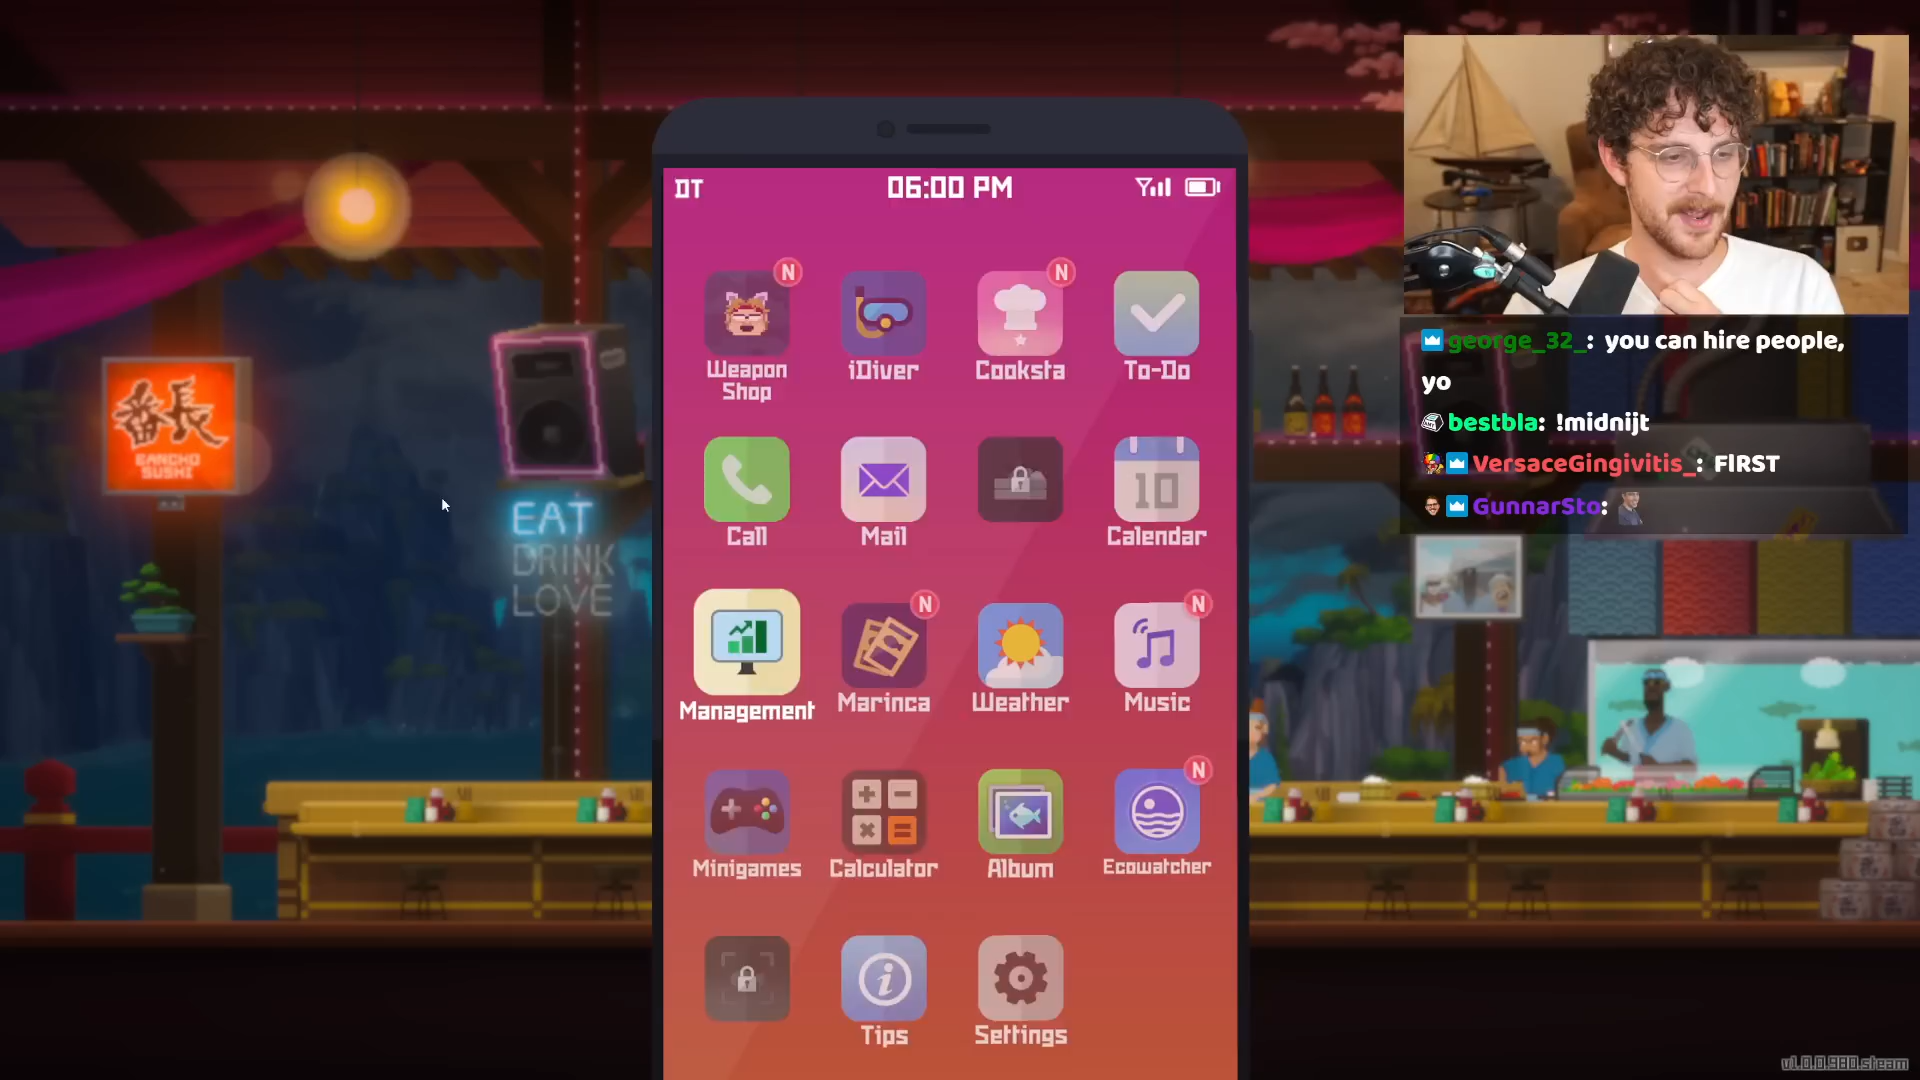 DT
06:00 PM
N
N
Weapon
Shop
iDiver
Cooksta
To-Do
10
Call
Mail
Calendar
N
N
Management
Marinca
Weather
Music
N
Minigames
Calculator
Album
Ecowatcher
i
Tips
Settings
番長
BANCHO
SUSHI
EAT
DRINK
LOVE
george_32_: you can hire people,
yo
bestbla: !midnijt
VersaceGingivitis_: FIRST
GunnarSto:
v1.0.0.980.steam